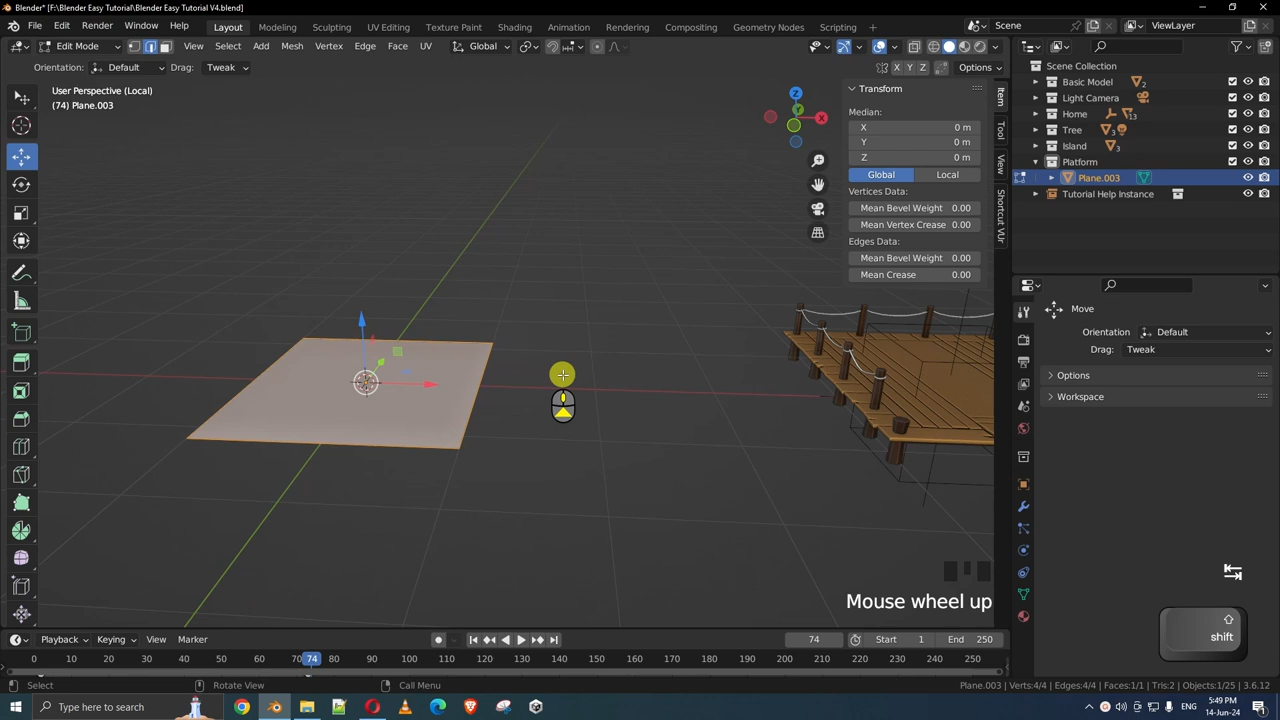 Blender* [F:\Blender Easy Tutorial\Blender Easy Tutorial V4.blend]
File Edit Render Window Help Layout Modeling Sculpting UV Editing Texture Paint Shading Animation Rendering Compositing Geometry Nodes Scripting Scene ViewLayer
Edit Mode View Select Add Mesh Vertex Edge Face UV Global
Orientation: Default Drag: Tweak X Y Z Options
User Perspective (Local)
(74) Plane.003
Z
Y
X
Transform
Median:
X 0 m
Y 0 m
Z 0 m
Global Local
Vertices Data:
Mean Bevel Weight 0.00
Mean Vertex Crease 0.00
Edges Data:
Mean Bevel Weight 0.00
Mean Crease 0.00
Item
Tool
View
Shortcut VUr
Scene Collection
Basic Model 2
Light Camera
Home 13
Tree 3
Island 3
Platform
Plane.003
Tutorial Help Instance
Move
Orientation Default
Drag: Tweak
Options
Workspace
Mouse wheel up
shift
Playback Keying View Marker 74 Start 1 End 250
0 10 20 30 40 50 60 70 74 80 90 100 110 120 130 140 150 160 170 180 190 200 210 220 230 240 250
Select Rotate View Call Menu Plane.003 | Verts:4/4 | Edges:4/4 | Faces:1/1 | Tris:2 | Objects:1/25 | 3.6.12
Type here to search
5:49 PM
14-Jun-24